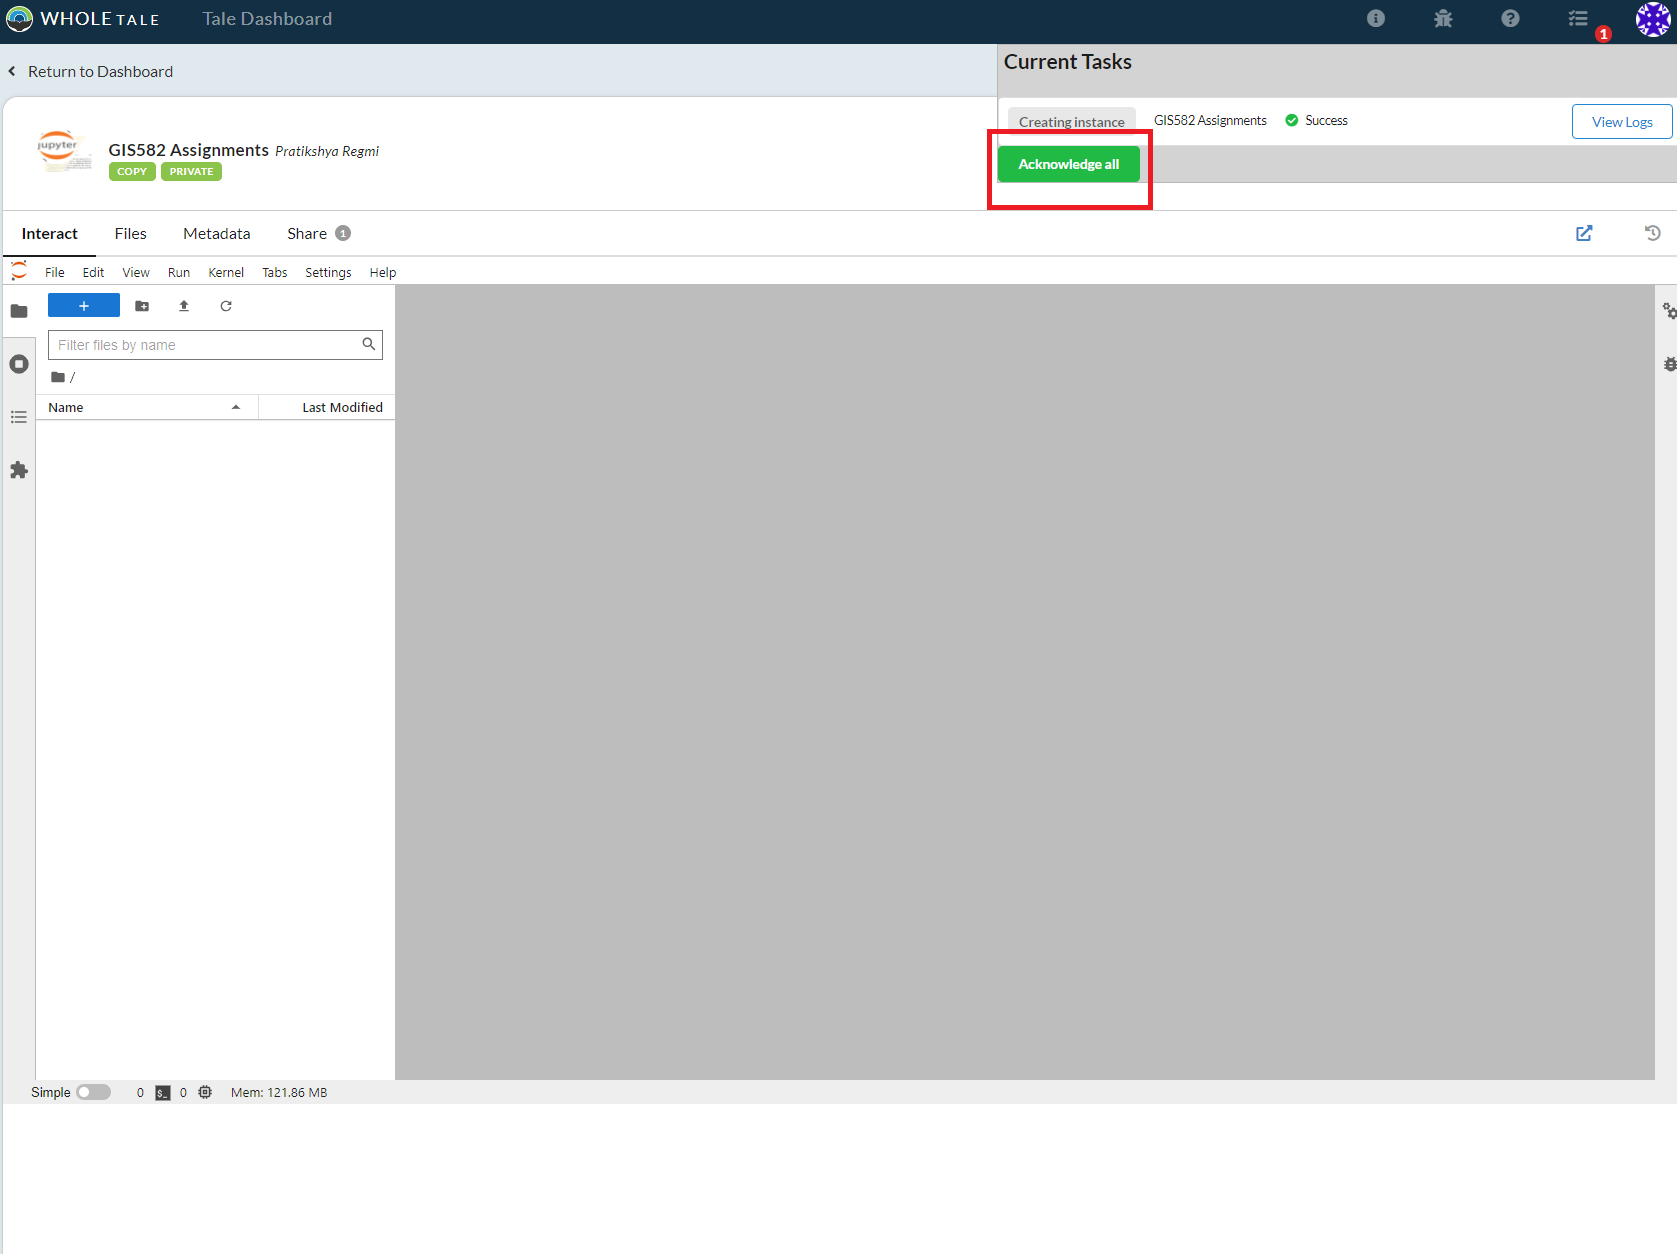 WHOLE TALE Tale Dashboard
1
Return to Dashboard
Current Tasks
Creating instance GIS582 Assignments Success View Logs
Acknowledge all
jupyter
GIS582 Assignments Pratikshya Regmi
COPY PRIVATE
Interact Files Metadata Share 1
File Edit View Run Kernel Tabs Settings Help
+
Filter files by name
/
Name Last Modified
Simple 0 $_ 0 Mem: 121.86 MB